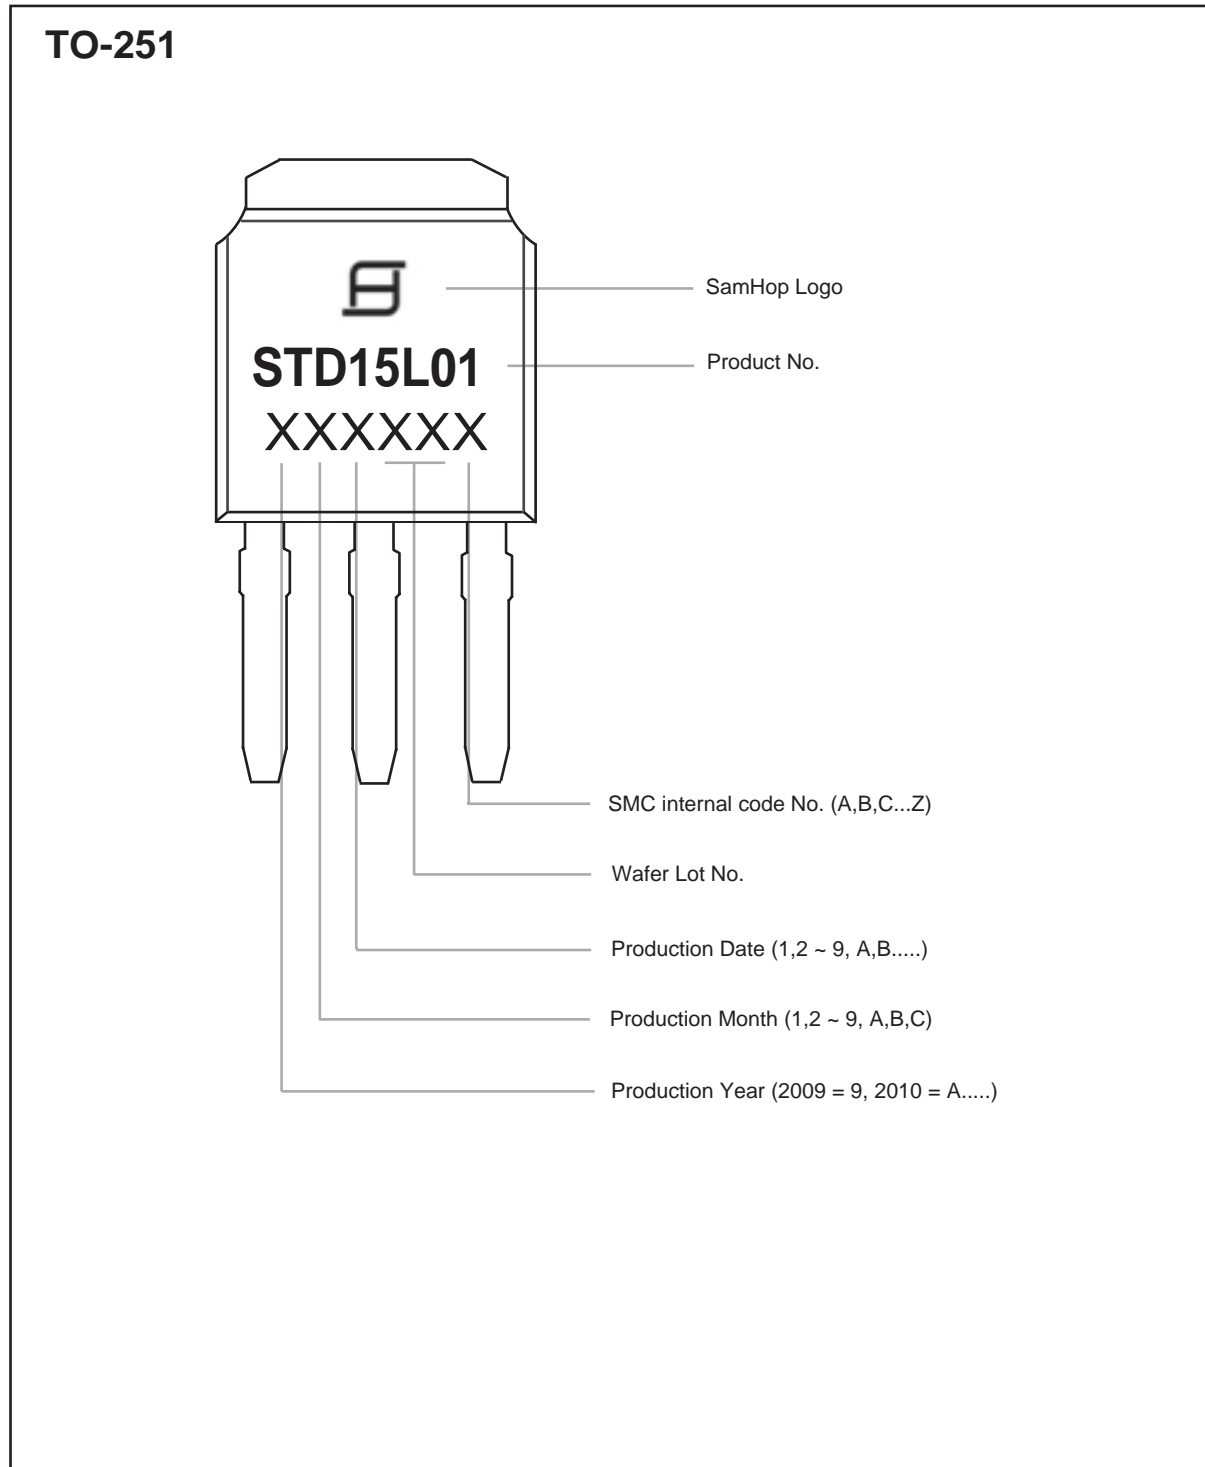 TO-251
SamHop Logo
STD15L01
Product No.
XXXXXX
SMC internal code No. (A,B,C...Z)
Wafer Lot No.
Production Date (1,2 ~ 9, A,B.....)
Production Month (1,2 ~ 9, A,B,C)
Production Year (2009 = 9, 2010 = A.....)